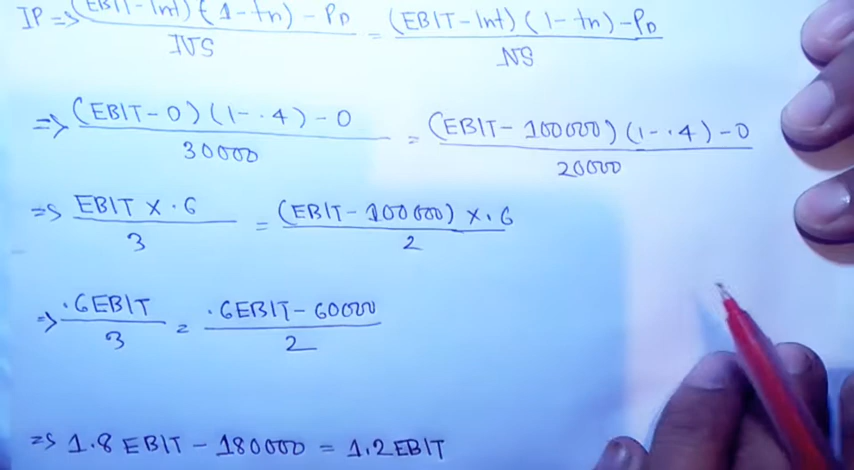 IP => (EBIT-Int)(1-tn)-PD / NS = (EBIT-Int)(1-tn)-PD / NS
=> (EBIT-0)(1-.4)-0 / 30000 = (EBIT-100000)(1-.4)-0 / 20000
=> EBIT x .6 / 3 = (EBIT-100000) x .6 / 2
=> .6EBIT / 3 = .6EBIT-60000 / 2
=> 1.8 EBIT - 180000 = 1.2EBIT